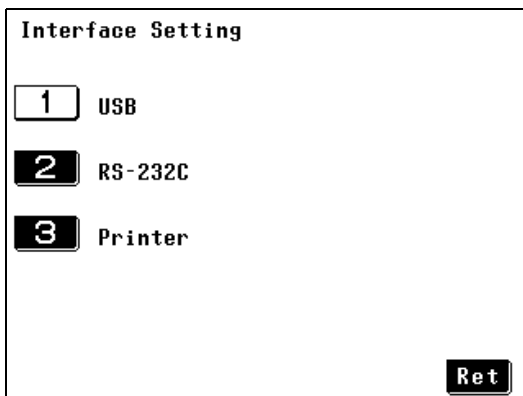 Interface Setting
1 USB
2 RS-232C
3 Printer
Ret